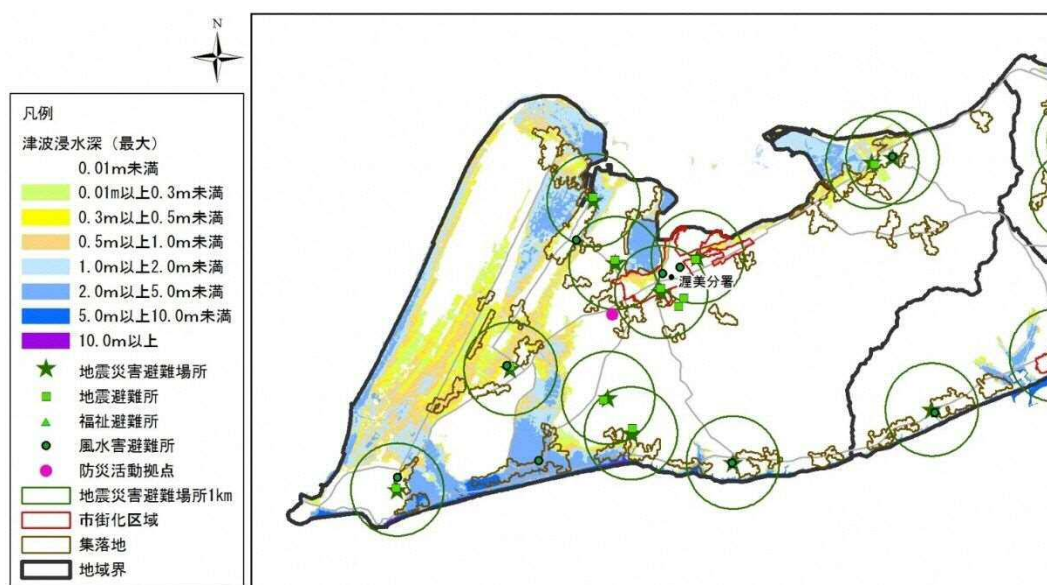 N
凡例
津波浸水深（最大）
0.01m未満
0.01m以上0.3m未満
0.3m以上0.5m未満
0.5m以上1.0m未満
1.0m以上2.0m未満
2.0m以上5.0m未満
5.0m以上10.0m未満
10.0m以上
地震災害避難場所
地震避難所
福祉避難所
風水害避難所
防災活動拠点
地震災害避難場所1km
市街化区域
集落地
地域界
渥美分署